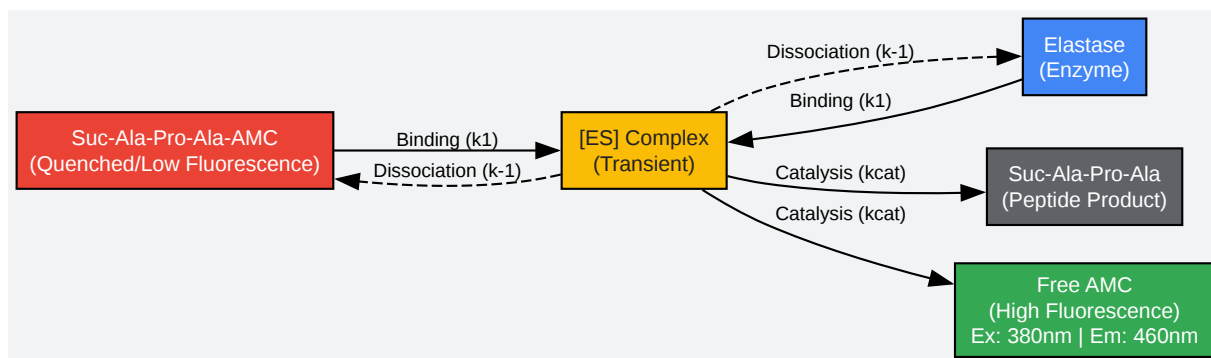 Suc-Ala-Pro-Ala-AMC
(Quenched/Low Fluorescence)
Binding (k1)
Dissociation (k-1)
[ES] Complex
(Transient)
Dissociation (k-1)
Binding (k1)
Elastase
(Enzyme)
Catalysis (kcat)
Suc-Ala-Pro-Ala
(Peptide Product)
Catalysis (kcat)
Free AMC
(High Fluorescence)
Ex: 380nm | Em: 460nm